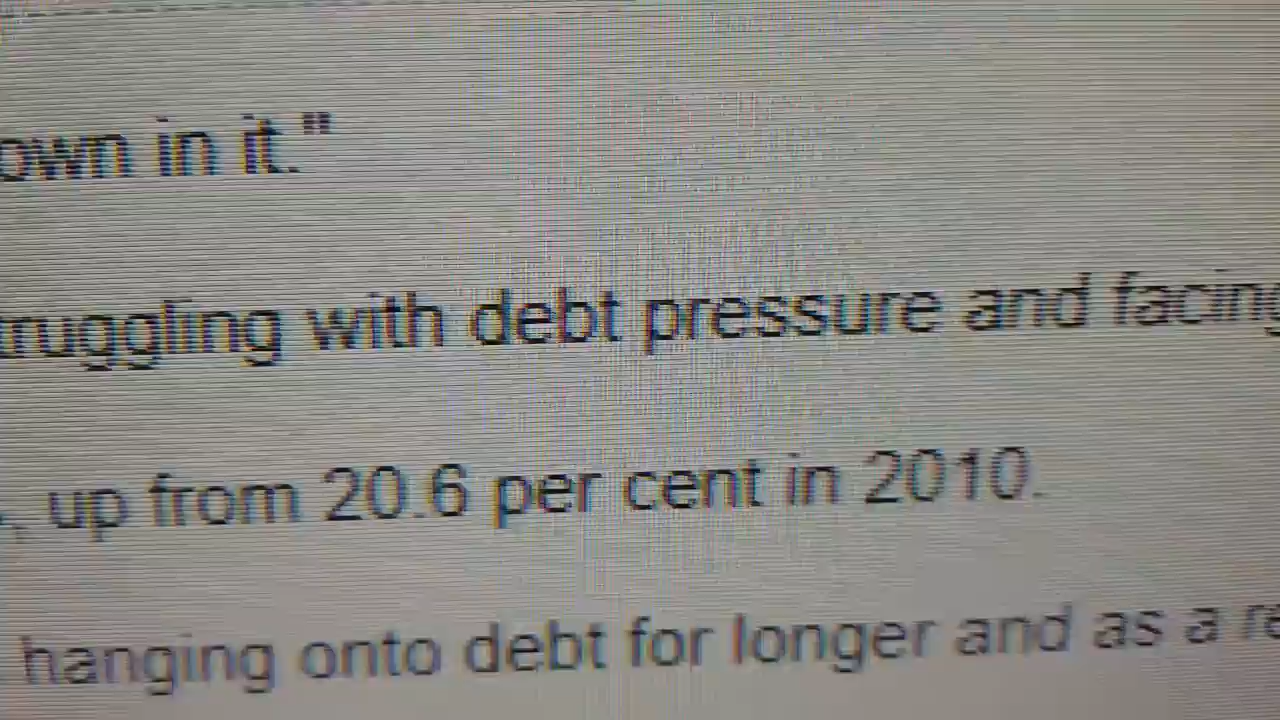 own in it."
truggling with debt pressure and facing
, up from 20.6 per cent in 2010.
hanging onto debt for longer and as a re